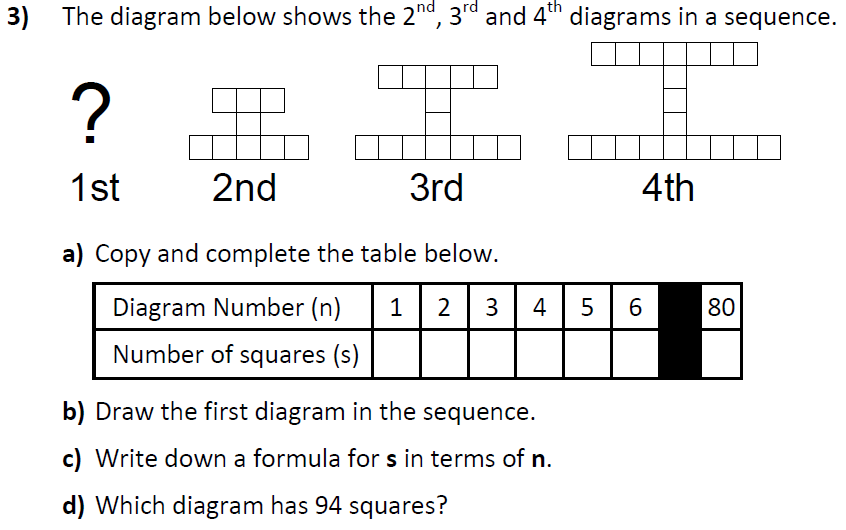 3) The diagram below shows the 2nd, 3rd and 4th diagrams in a sequence.
?
1st 2nd 3rd 4th
a) Copy and complete the table below.
Diagram Number (n) 1 2 3 4 5 6 80
Number of squares (s)
b) Draw the first diagram in the sequence.
c) Write down a formula for s in terms of n.
d) Which diagram has 94 squares?